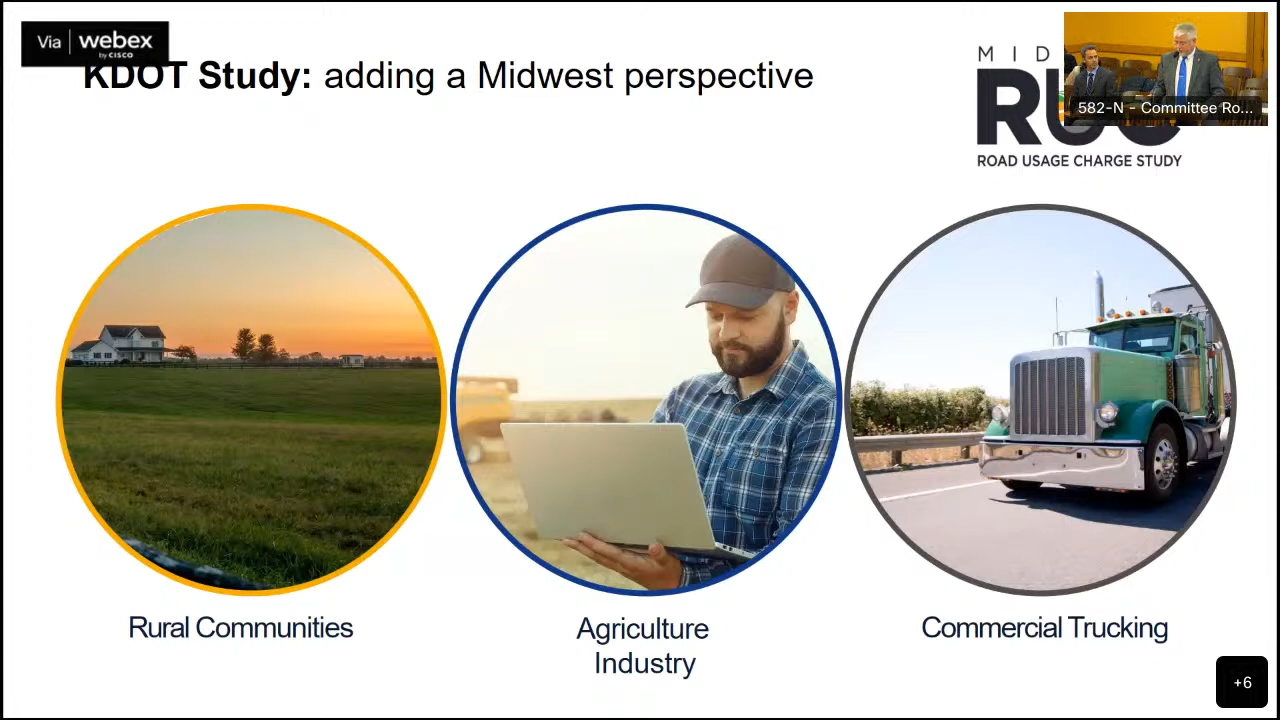 Via webex
by CISCO
KDOT Study: adding a Midwest perspective
MID
RUC
582-N - Committee Ro...
ROAD USAGE CHARGE STUDY
Rural Communities
Agriculture
Industry
Commercial Trucking
+6